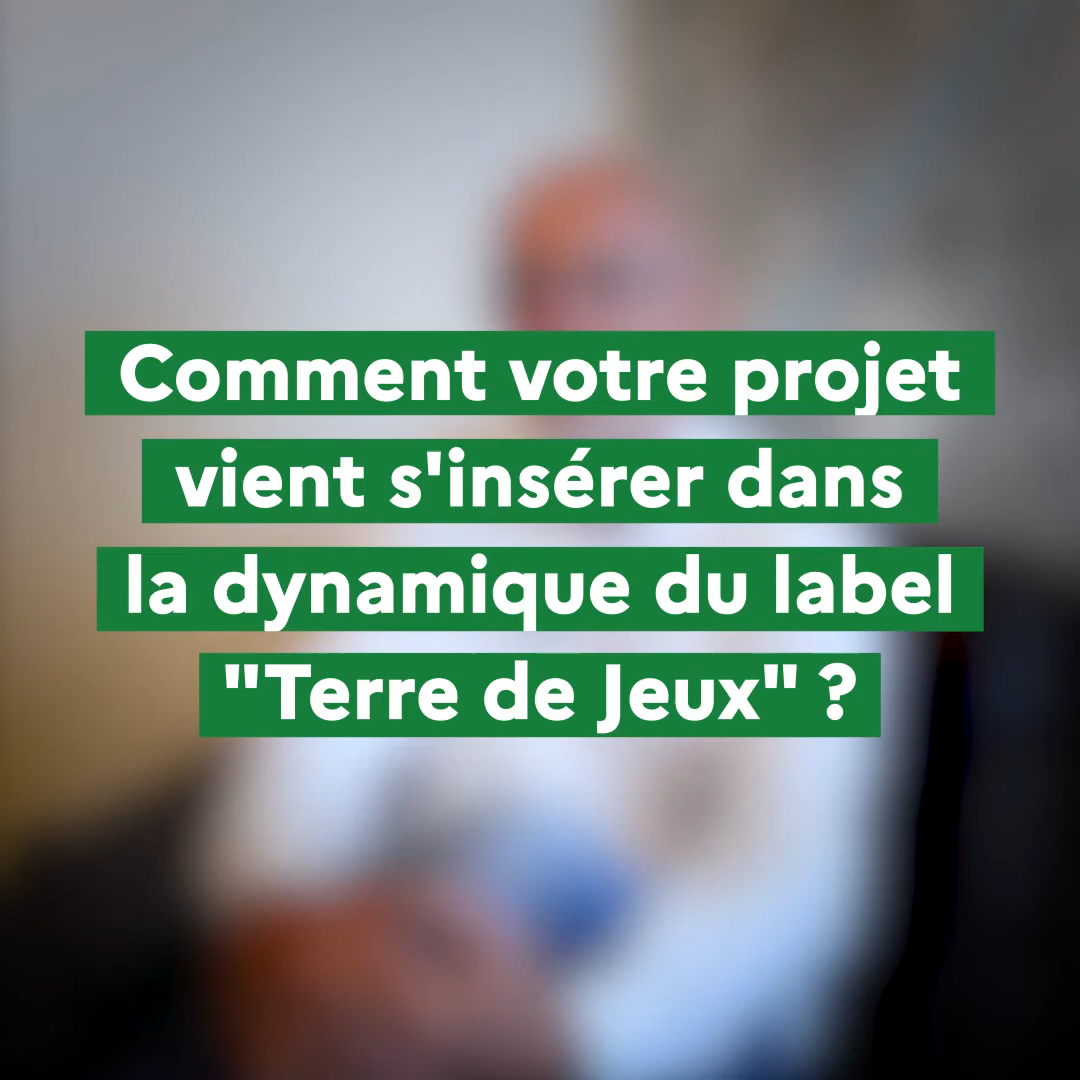 Comment votre projet
vient s'insérer dans
la dynamique du label
"Terre de Jeux" ?